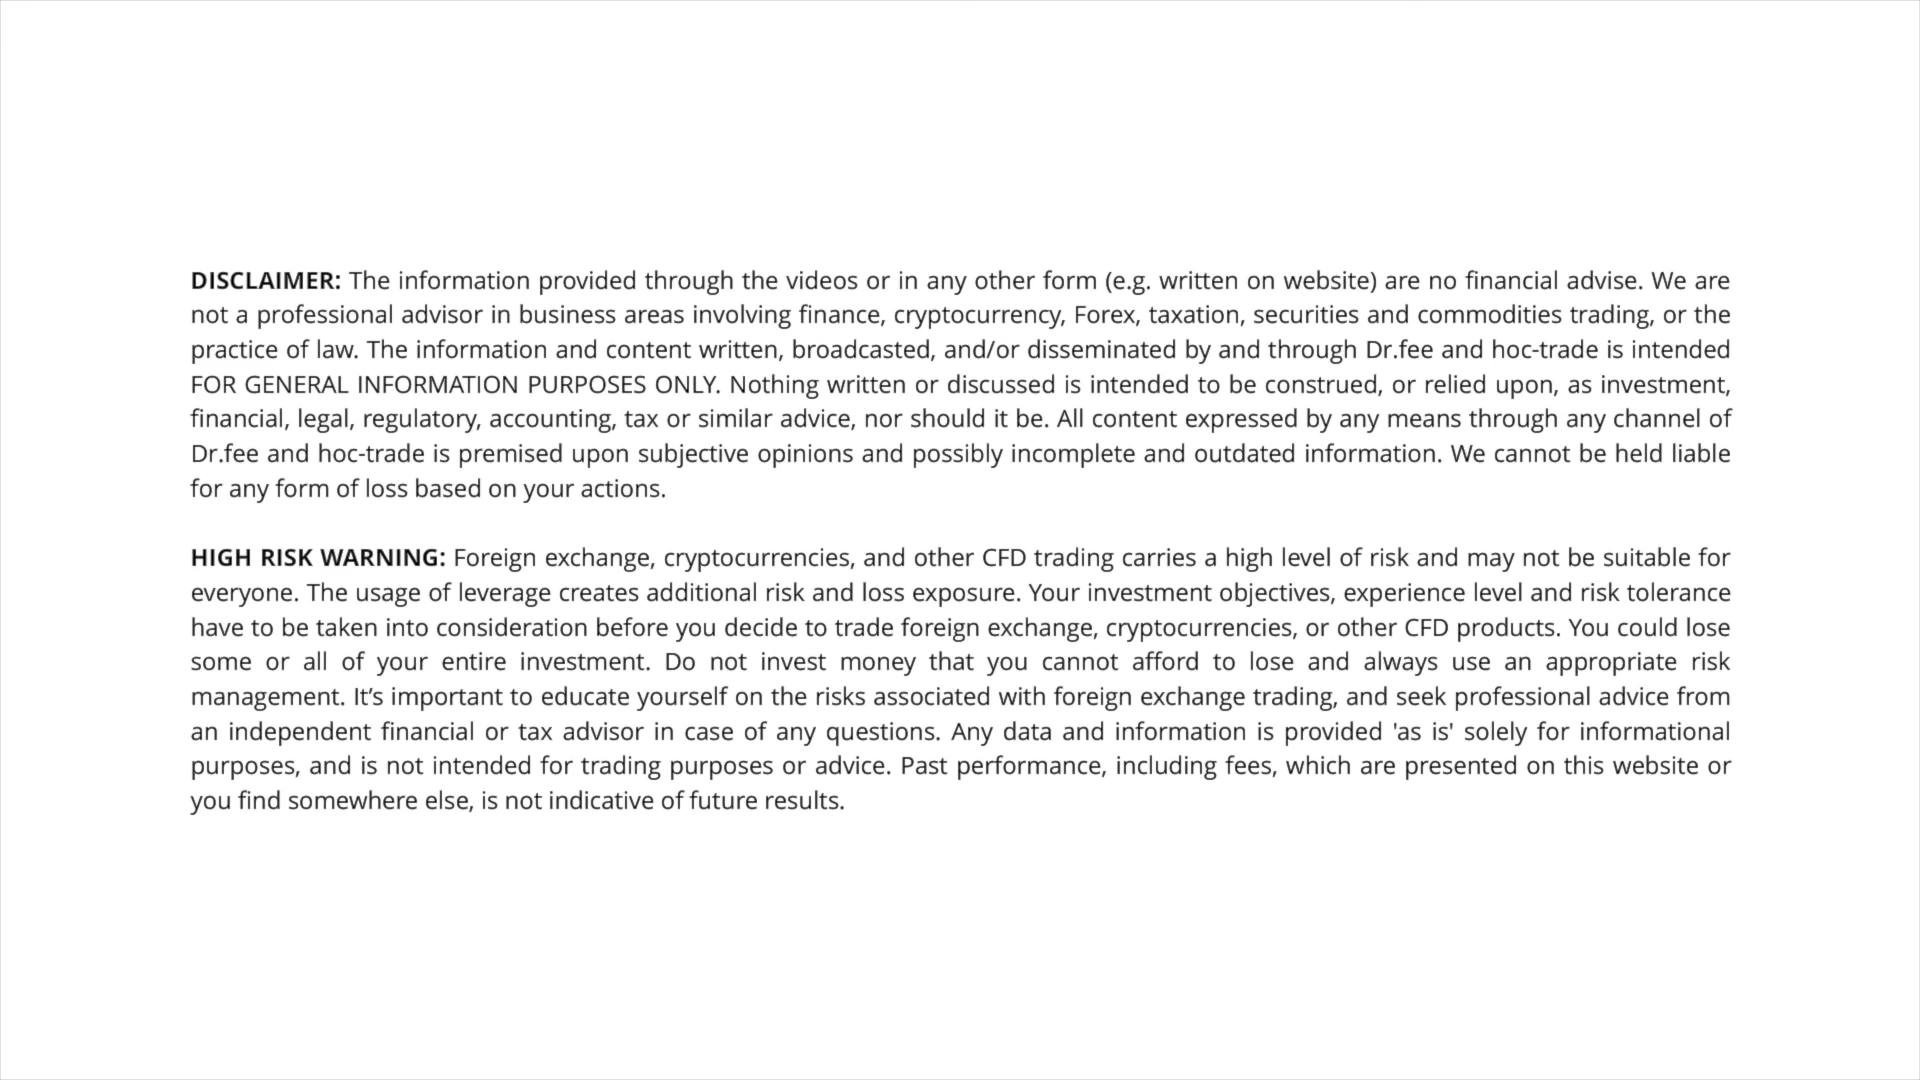 DISCLAIMER: The information provided through the videos or in any other form (e.g. written on website) are no financial advise. We are
not a professional advisor in business areas involving finance, cryptocurrency, Forex, taxation, securities and commodities trading, or the
practice of law. The information and content written, broadcasted, and/or disseminated by and through Dr.fee and hoc-trade is intended
FOR GENERAL INFORMATION PURPOSES ONLY. Nothing written or discussed is intended to be construed, or relied upon, as investment,
financial, legal, regulatory, accounting, tax or similar advice, nor should it be. All content expressed by any means through any channel of
Dr.fee and hoc-trade is premised upon subjective opinions and possibly incomplete and outdated information. We cannot be held liable
for any form of loss based on your actions.
HIGH RISK WARNING: Foreign exchange, cryptocurrencies, and other CFD trading carries a high level of risk and may not be suitable for
everyone. The usage of leverage creates additional risk and loss exposure. Your investment objectives, experience level and risk tolerance
have to be taken into consideration before you decide to trade foreign exchange, cryptocurrencies, or other CFD products. You could lose
some or all of your entire investment. Do not invest money that you cannot afford to lose and always use an appropriate risk
management. It’s important to educate yourself on the risks associated with foreign exchange trading, and seek professional advice from
an independent financial or tax advisor in case of any questions. Any data and information is provided 'as is' solely for informational
purposes, and is not intended for trading purposes or advice. Past performance, including fees, which are presented on this website or
you find somewhere else, is not indicative of future results.